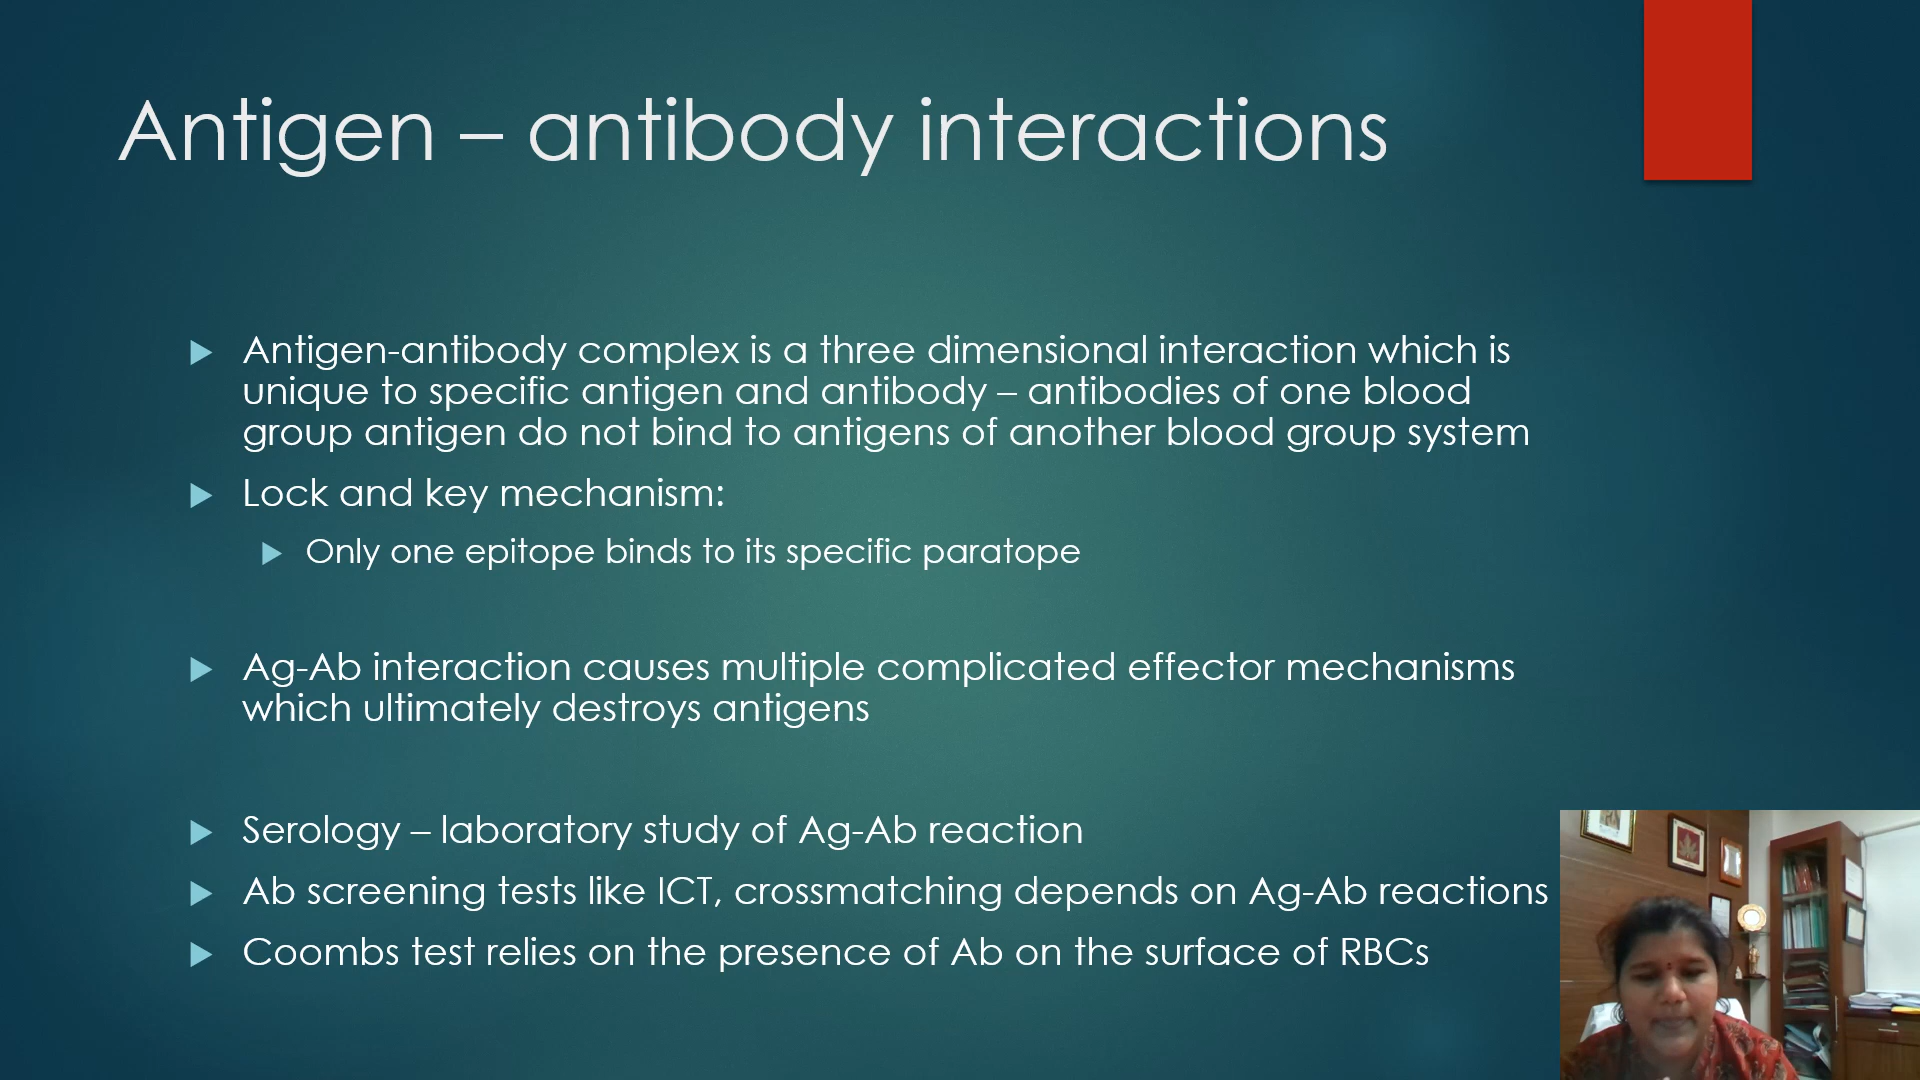 Antigen – antibody interactions
Antigen-antibody complex is a three dimensional interaction which is
unique to specific antigen and antibody – antibodies of one blood
group antigen do not bind to antigens of another blood group system
Lock and key mechanism:
Only one epitope binds to its specific paratope
Ag-Ab interaction causes multiple complicated effector mechanisms
which ultimately destroys antigens
Serology – laboratory study of Ag-Ab reaction
Ab screening tests like ICT, crossmatching depends on Ag-Ab reactions
Coombs test relies on the presence of Ab on the surface of RBCs